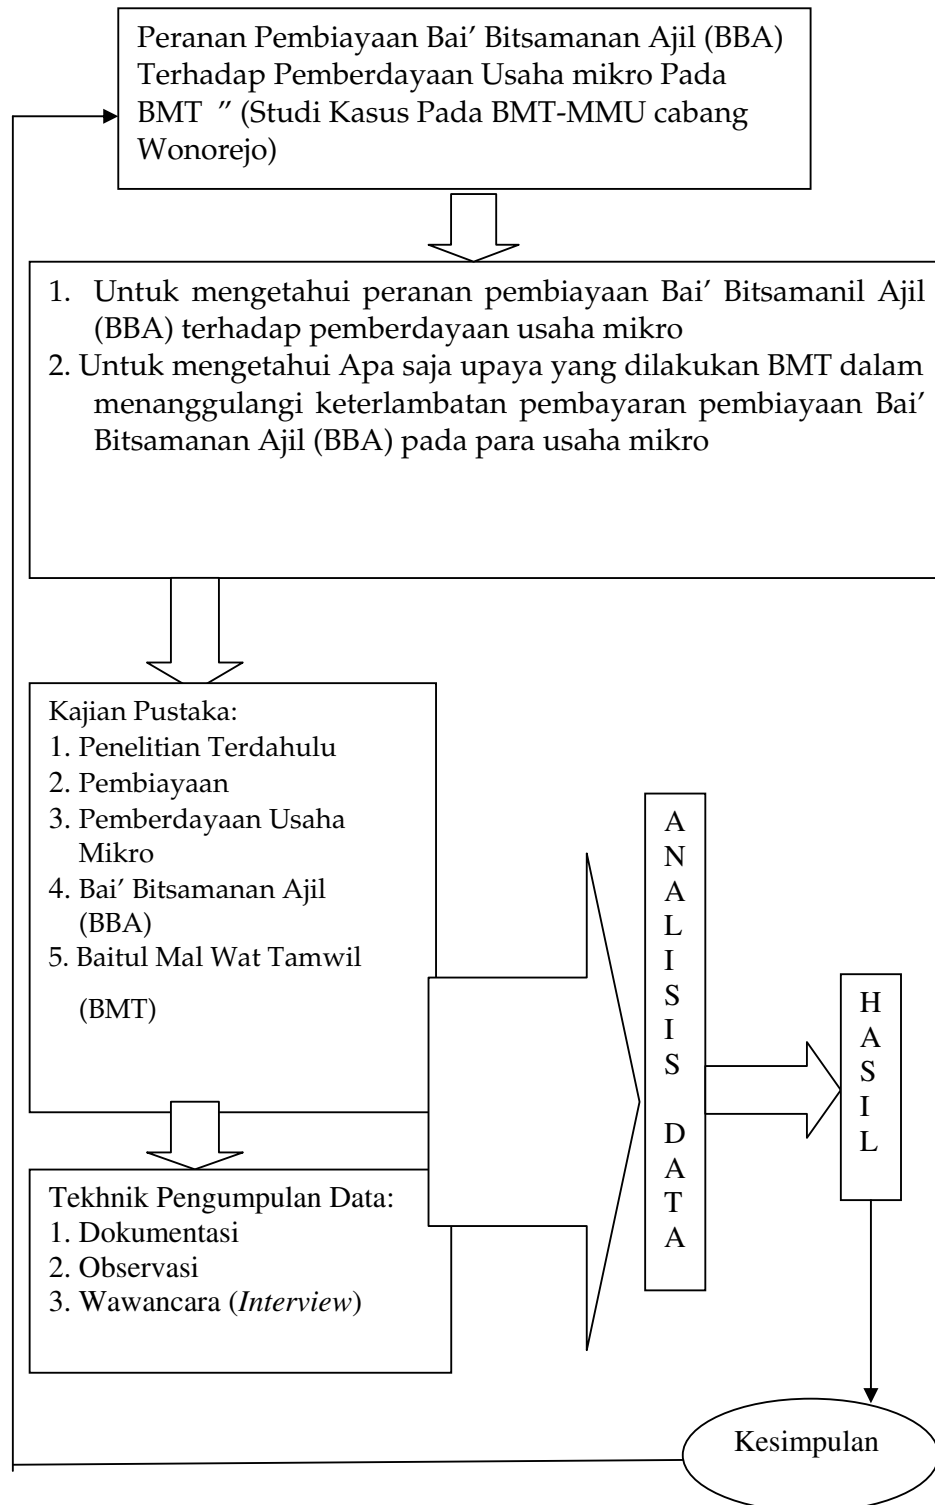 Peranan Pembiayaan Bai’ Bitsamanan Ajil (BBA)
Terhadap Pemberdayaan Usaha mikro Pada
BMT ” (Studi Kasus Pada BMT-MMU cabang
Wonorejo)
1. Untuk mengetahui peranan pembiayaan Bai’ Bitsamanil Ajil
(BBA) terhadap pemberdayaan usaha mikro
2. Untuk mengetahui Apa saja upaya yang dilakukan BMT dalam
menanggulangi keterlambatan pembayaran pembiayaan Bai’
Bitsamanan Ajil (BBA) pada para usaha mikro
Kajian Pustaka:
1. Penelitian Terdahulu
2. Pembiayaan
3. Pemberdayaan Usaha
Mikro
4. Bai’ Bitsamanan Ajil
(BBA)
5. Baitul Mal Wat Tamwil
(BMT)
Tekhnik Pengumpulan Data:
1. Dokumentasi
2. Observasi
3. Wawancara (Interview)
A
N
A
L
I
S
I
S
D
A
T
A
H
A
S
I
L
Kesimpulan